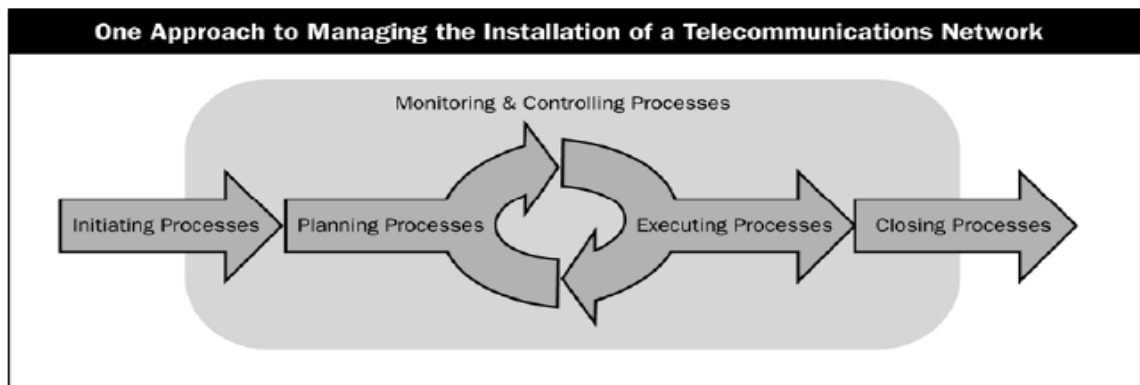 One Approach to Managing the Installation of a Telecommunications Network
Monitoring & Controlling Processes
Initiating Processes
Planning Processes
Executing Processes
Closing Processes